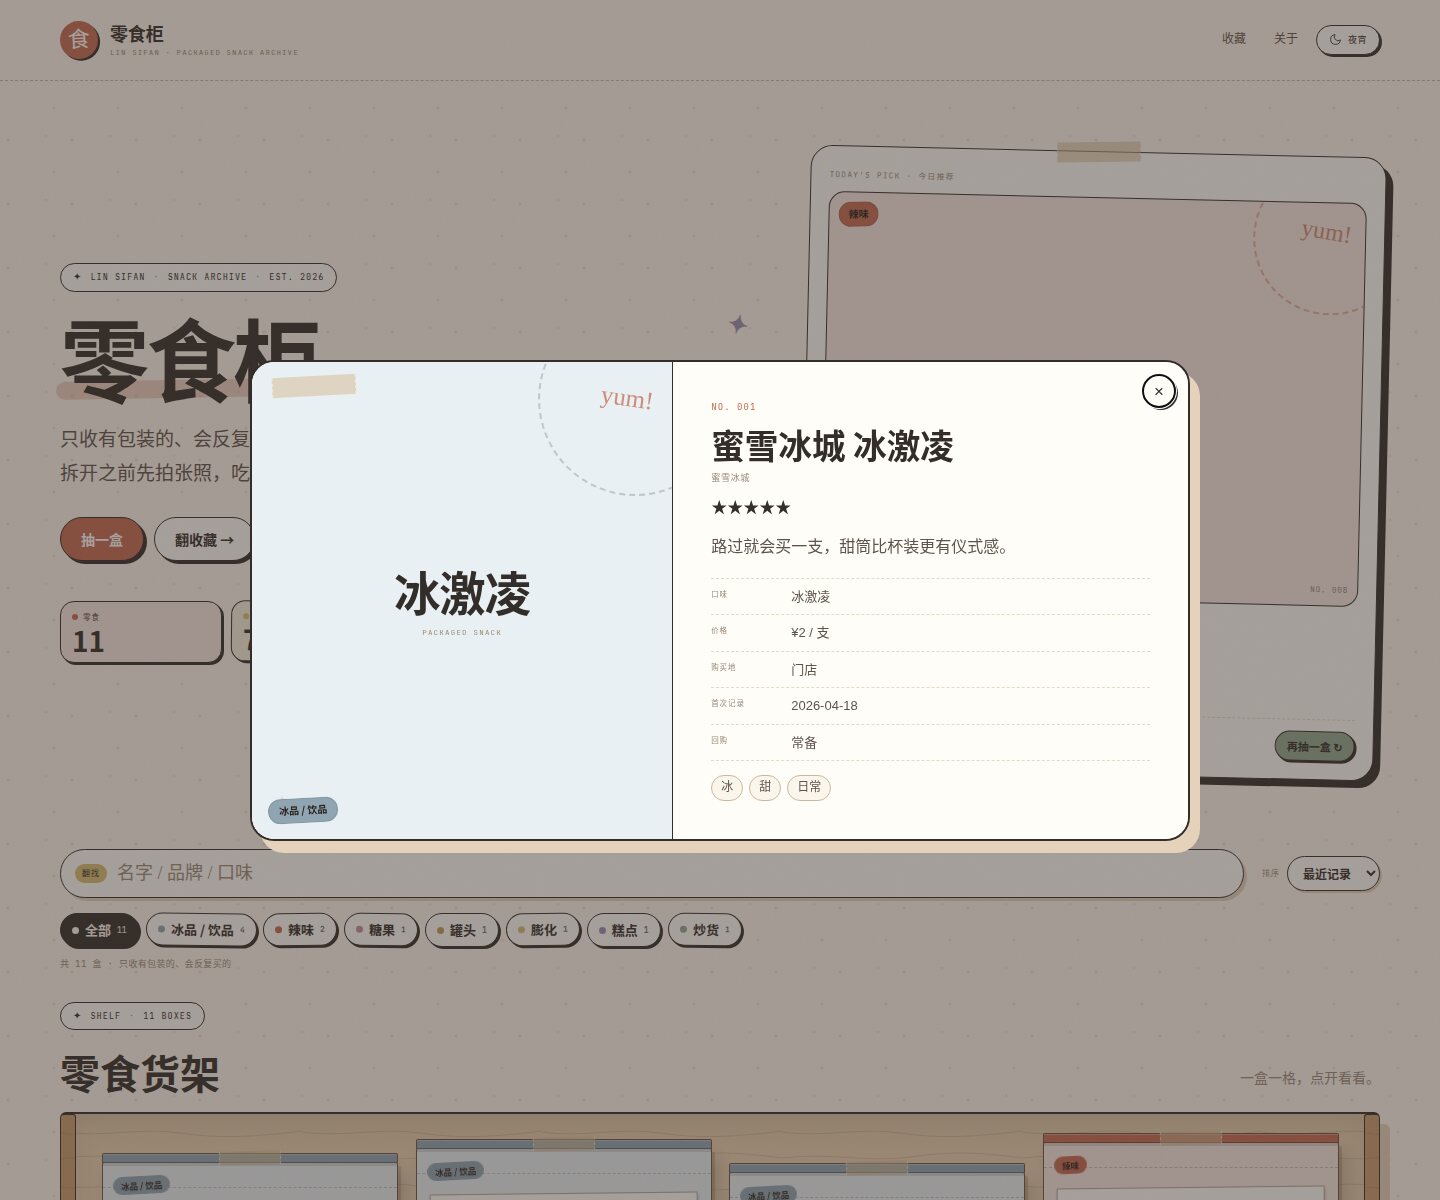 食
零食柜
LIN SIFAN · PACKAGED SNACK ARCHIVE
收藏
关于
夜宵
TODAY'S PICK · 今日推荐
辣味
yum!
✦ LIN SIFAN · SNACK ARCHIVE · EST. 2026
零食柜
只收有包装的、会反复
拆开之前先拍张照，吃
抽一盒
翻收藏 →
零食
11
NO. 008
再抽一盒 ↻
yum!
冰激凌
PACKAGED SNACK
冰品 / 饮品
×
NO. 001
蜜雪冰城 冰激凌
蜜雪冰城
★★★★★
路过就会买一支，甜筒比杯装更有仪式感。
口味 冰激凌
价格 ¥2 / 支
购买地 门店
首次记录 2026-04-18
回购 常备
冰 甜 日常
翻找 名字 / 品牌 / 口味
排序 最近记录
全部 11
冰品 / 饮品 4
辣味 2
糖果 1
罐头 1
膨化 1
糕点 1
炒货 1
共 11 盒 · 只收有包装的、会反复买的
✦ SHELF · 11 BOXES
零食货架
一盒一格，点开看看。
冰品 / 饮品
冰品 / 饮品
冰品 / 饮品
辣味